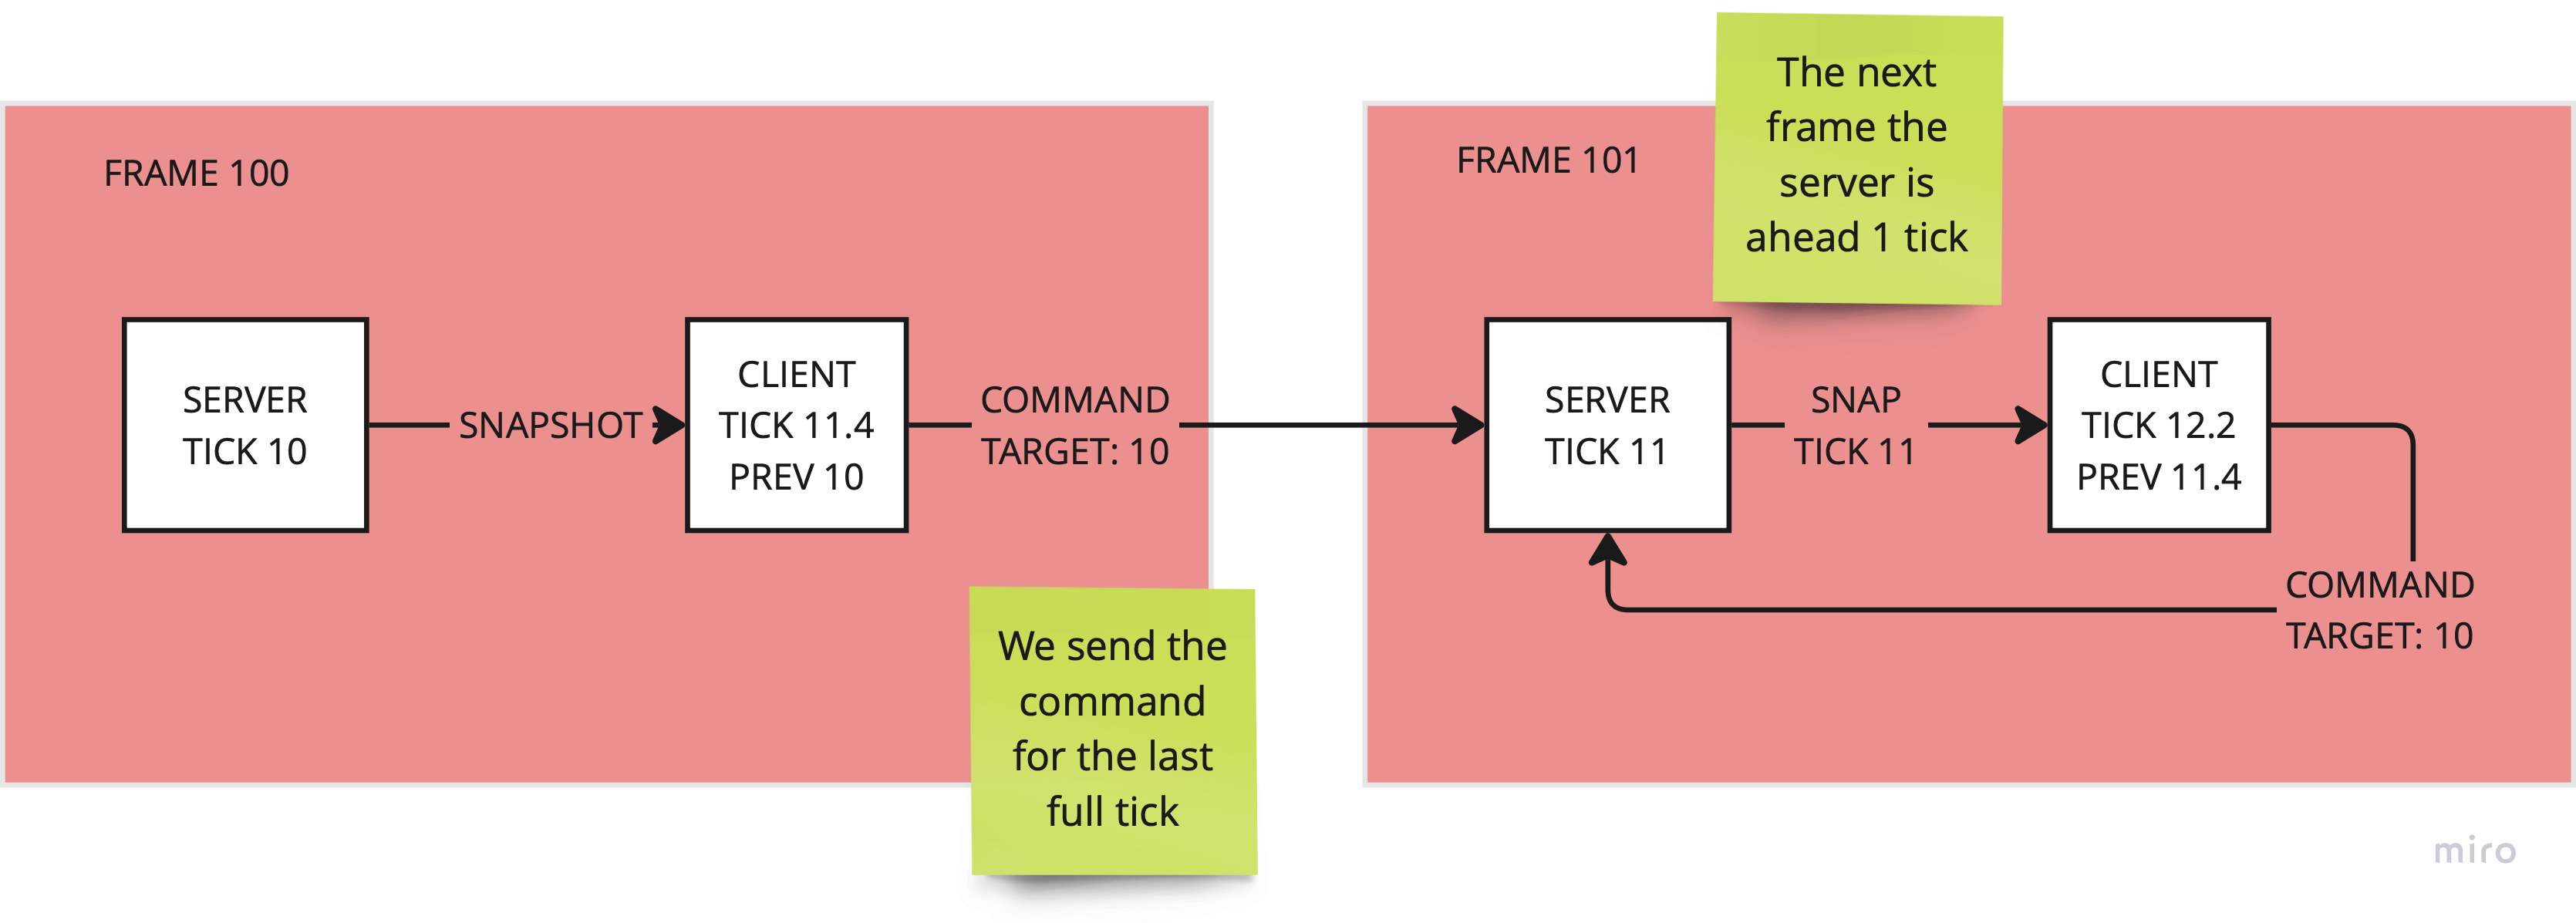 FRAME 100
SERVER
TICK 10
SNAPSHOT
CLIENT
TICK 11.4
PREV 10
COMMAND
TARGET: 10
We send the
command
for the last
full tick
The next
frame the
server is
ahead 1 tick
FRAME 101
SERVER
TICK 11
SNAP
TICK 11
CLIENT
TICK 12.2
PREV 11.4
COMMAND
TARGET: 10
miro